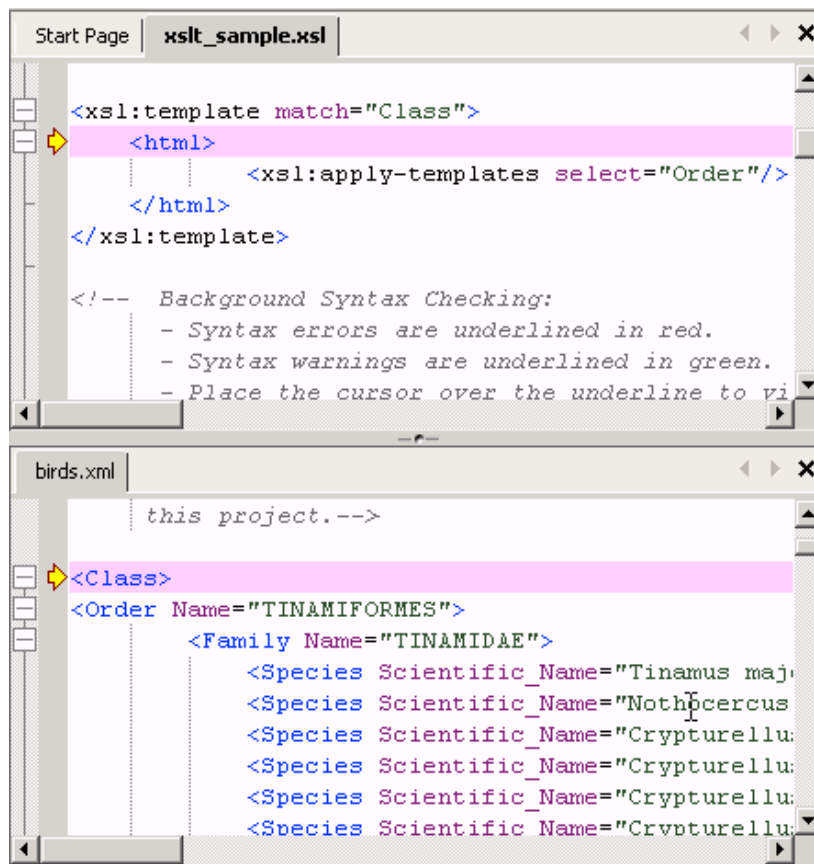 Start Page xslt_sample.xsl
<xsl:template match="Class">
<html>
<xsl:apply-templates select="Order"/>
</html>
</xsl:template>
<!-- Background Syntax Checking:
- Syntax errors are underlined in red.
- Syntax warnings are underlined in green.
- Place the cursor over the underline to vi
birds.xml
this project.-->
<Class>
<Order Name="TINAMIFORMES">
<Family Name="TINAMIDAE">
<Species Scientific_Name="Tinamus maj
<Species Scientific_Name="Nothocercus
<Species Scientific_Name="Crypturellu
<Species Scientific_Name="Crypturellu
<Species Scientific_Name="Crypturellu
<Species Scientific_Name="Crypturellu